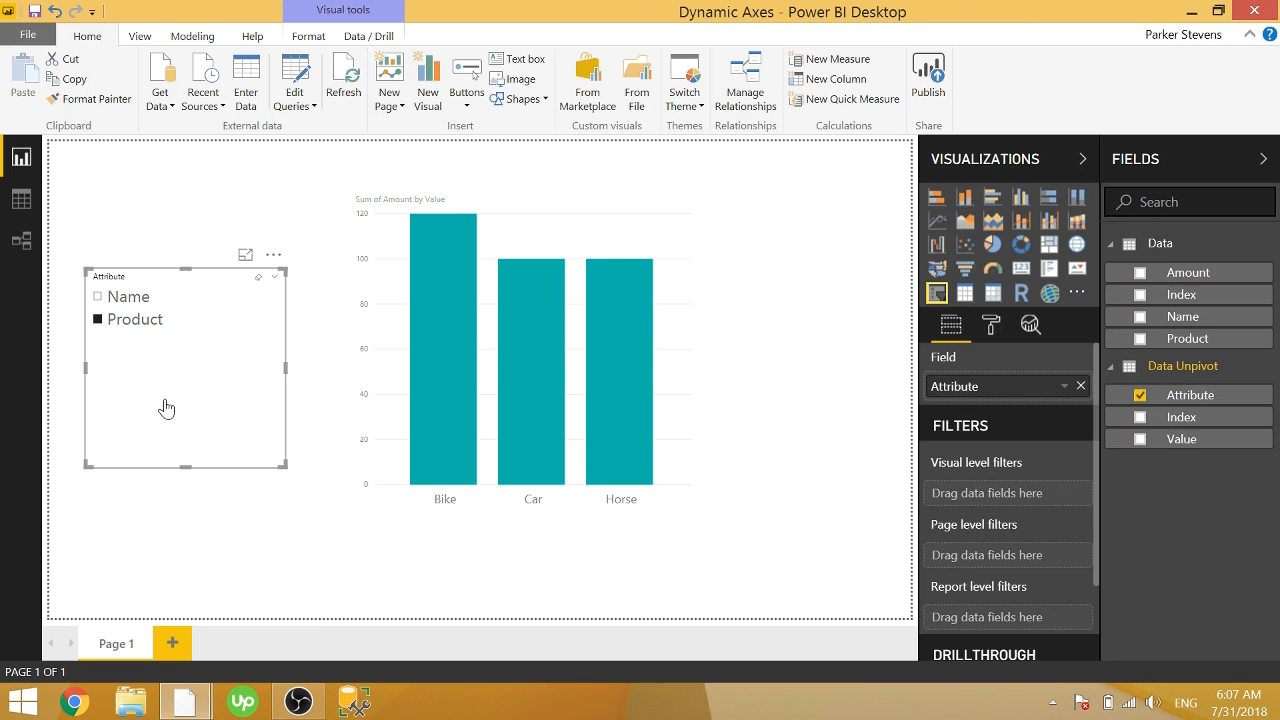 Visual tools
Dynamic Axes - Power BI Desktop
File
Home
View
Modeling
Help
Format
Data / Drill
Parker Stevens
?
Paste
Cut
Copy
Format Painter
Clipboard
Get Data
Recent Sources
Enter Data
Edit Queries
Refresh
External data
New Page
New Visual
Buttons
Text box
Image
Shapes
Insert
From Marketplace
From File
Custom visuals
Switch Theme
Themes
Manage Relationships
Relationships
New Measure
New Column
New Quick Measure
Calculations
Publish
Share
Attribute
Name
Product
Sum of Amount by Value
120
100
80
60
40
20
0
Bike
Car
Horse
VISUALIZATIONS
123
R
Field
Attribute
FILTERS
Visual level filters
Drag data fields here
Page level filters
Drag data fields here
Report level filters
Drag data fields here
DRILLTHROUGH
FIELDS
Search
Data
Amount
Index
Name
Product
Data Unpivot
Attribute
Index
Value
Page 1
PAGE 1 OF 1
Up
ENG
6:07 AM
7/31/2018